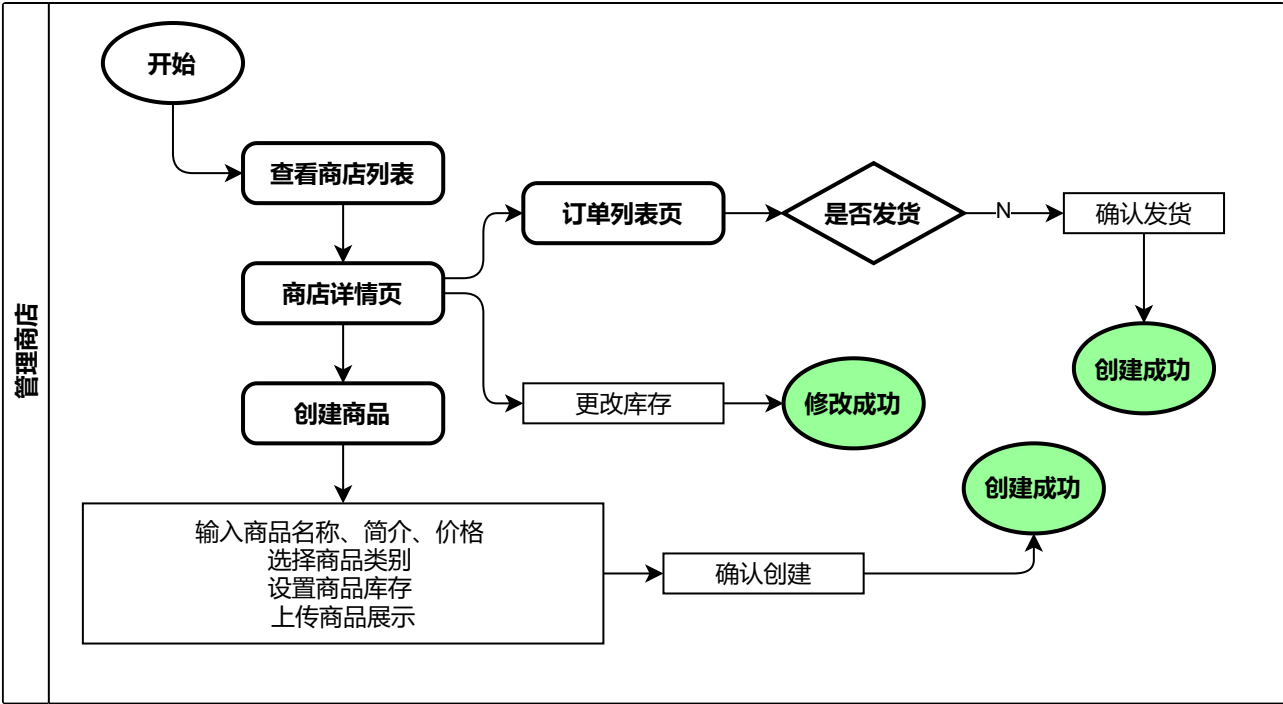 管理商店
开始
查看商店列表
商店详情页
创建商品
输入商品名称、简介、价格
选择商品类别
设置商品库存
上传商品展示
确认创建
创建成功
更改库存
修改成功
订单列表页
是否发货
N
确认发货
创建成功